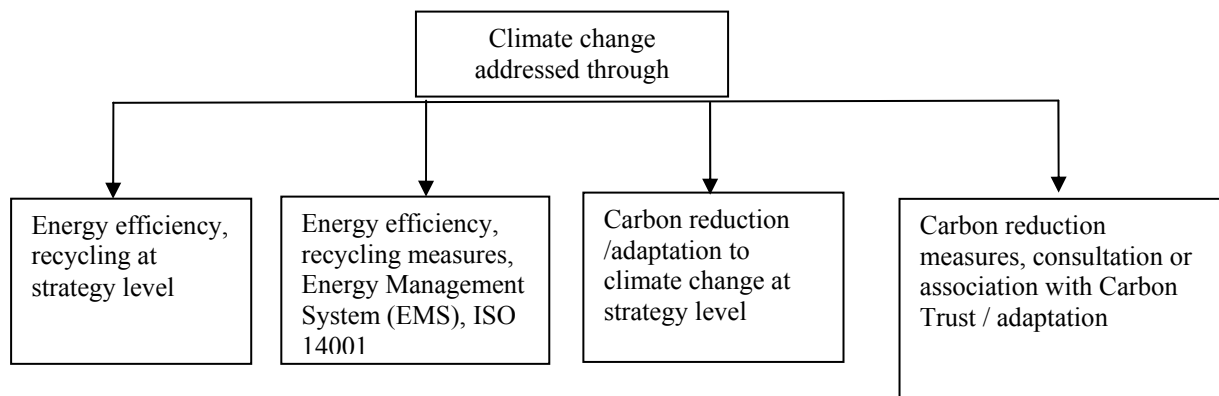 Climate change
addressed through
Energy efficiency,
recycling at
strategy level
Energy efficiency,
recycling measures,
Energy Management
System (EMS), ISO
14001
Carbon reduction
/adaptation to
climate change at
strategy level
Carbon reduction
measures, consultation or
association with Carbon
Trust / adaptation